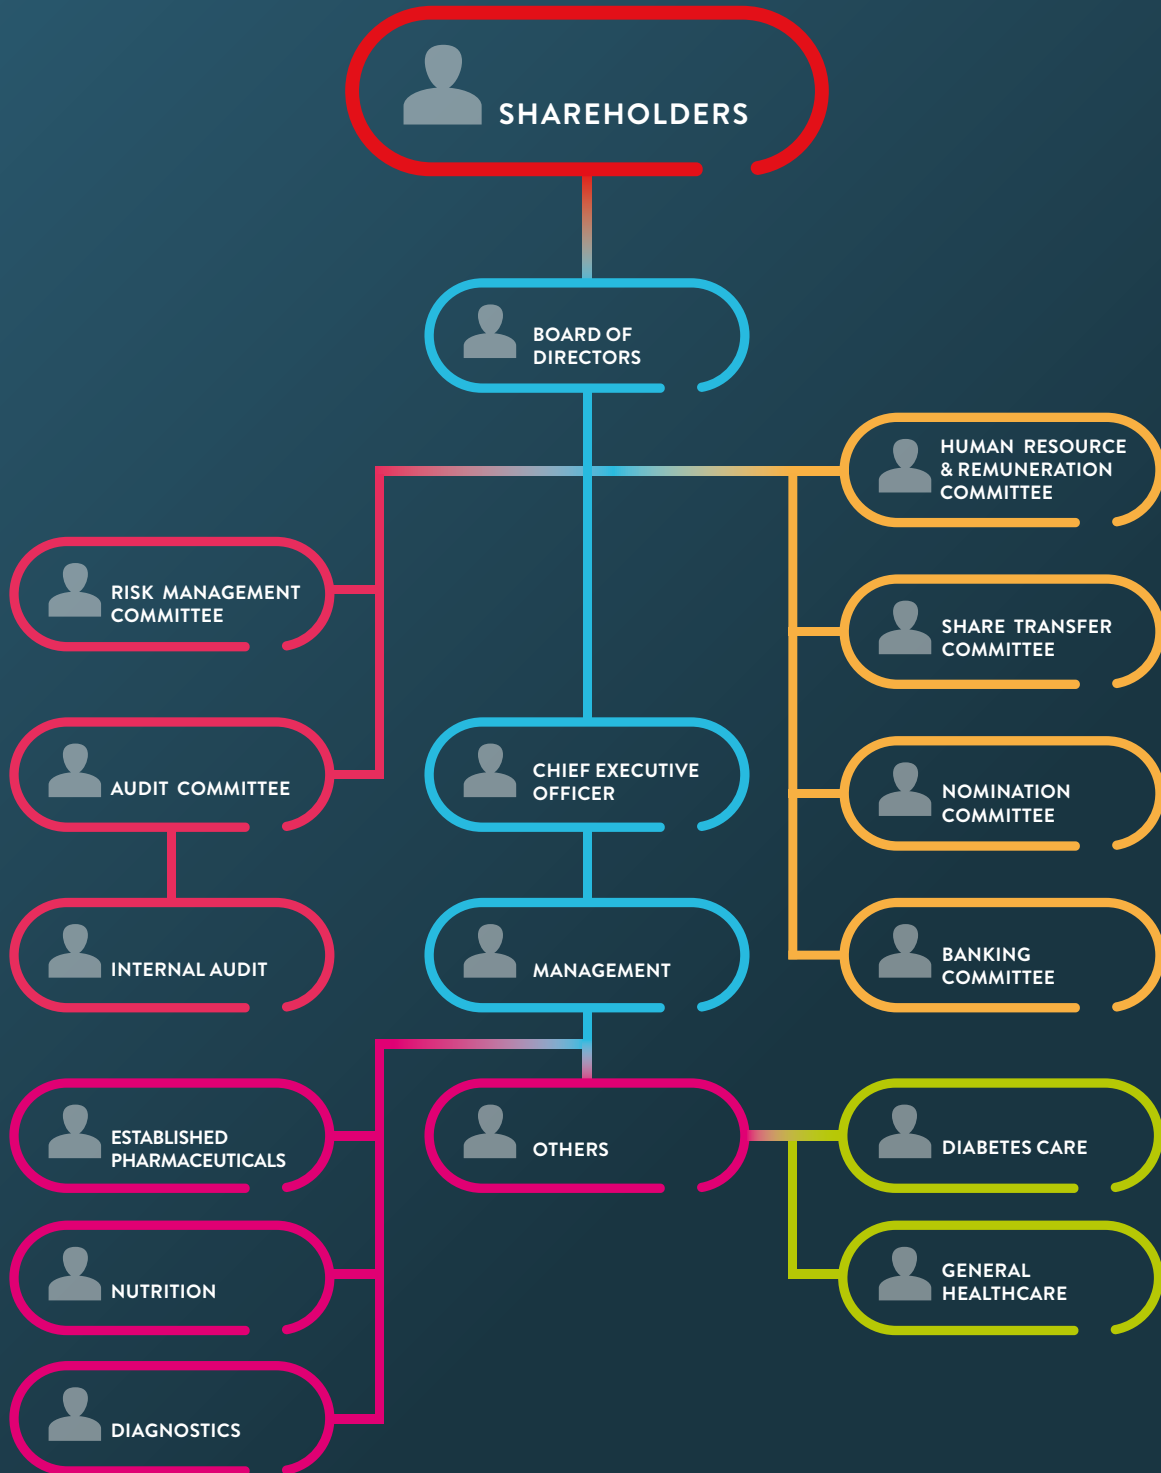 SHAREHOLDERS
BOARD OF
DIRECTORS
HUMAN RESOURCE
& REMUNERATION
COMMITTEE
RISK MANAGEMENT
COMMITTEE
SHARE TRANSFER
COMMITTEE
AUDIT COMMITTEE
CHIEF EXECUTIVE
OFFICER
NOMINATION
COMMITTEE
INTERNAL AUDIT
MANAGEMENT
BANKING
COMMITTEE
ESTABLISHED
PHARMACEUTICALS
OTHERS
DIABETES CARE
NUTRITION
GENERAL
HEALTHCARE
DIAGNOSTICS